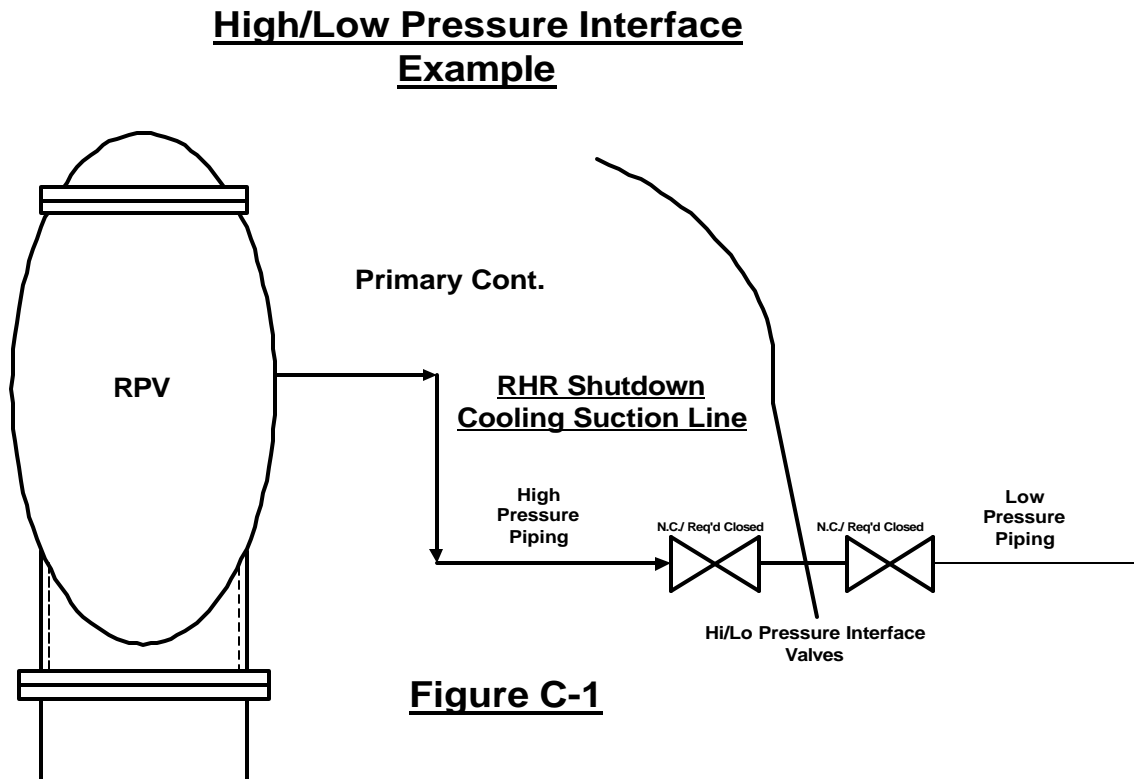 High/Low Pressure Interface
Example
Primary Cont.
RPV
RHR Shutdown
Cooling Suction Line
High
Pressure
Piping
N.C./ Req'd Closed
N.C./ Req'd Closed
Low
Pressure
Piping
Hi/Lo Pressure Interface
Valves
Figure C-1